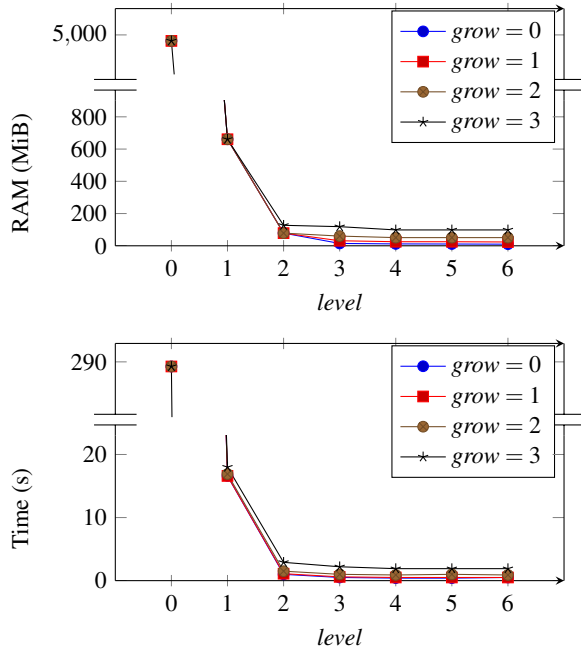 5,000
800
600
400
200
0
RAM (MiB)
0 1 2 3 4 5 6
level
grow = 0
grow = 1
grow = 2
grow = 3
290
20
10
0
Time (s)
0 1 2 3 4 5 6
level
grow = 0
grow = 1
grow = 2
grow = 3